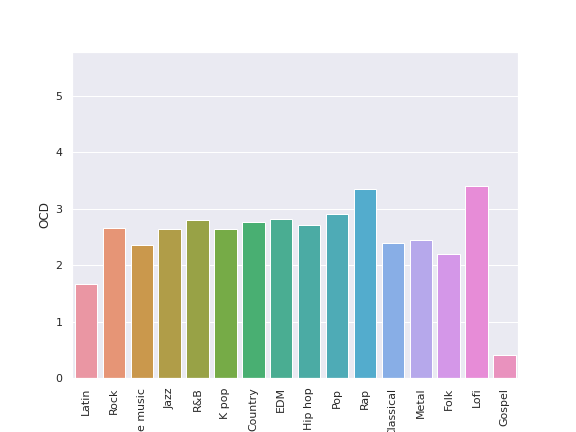 5
4
3
2
1
0
OCD
Latin
Rock
e music
Jazz
R&B
K pop
Country
EDM
Hip hop
Pop
Rap
Classical
Metal
Folk
Lofi
Gospel